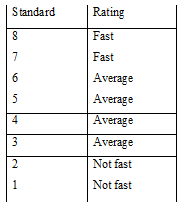 Standard Rating
8 Fast
7 Fast
6 Average
5 Average
4 Average
3 Average
2 Not fast
1 Not fast